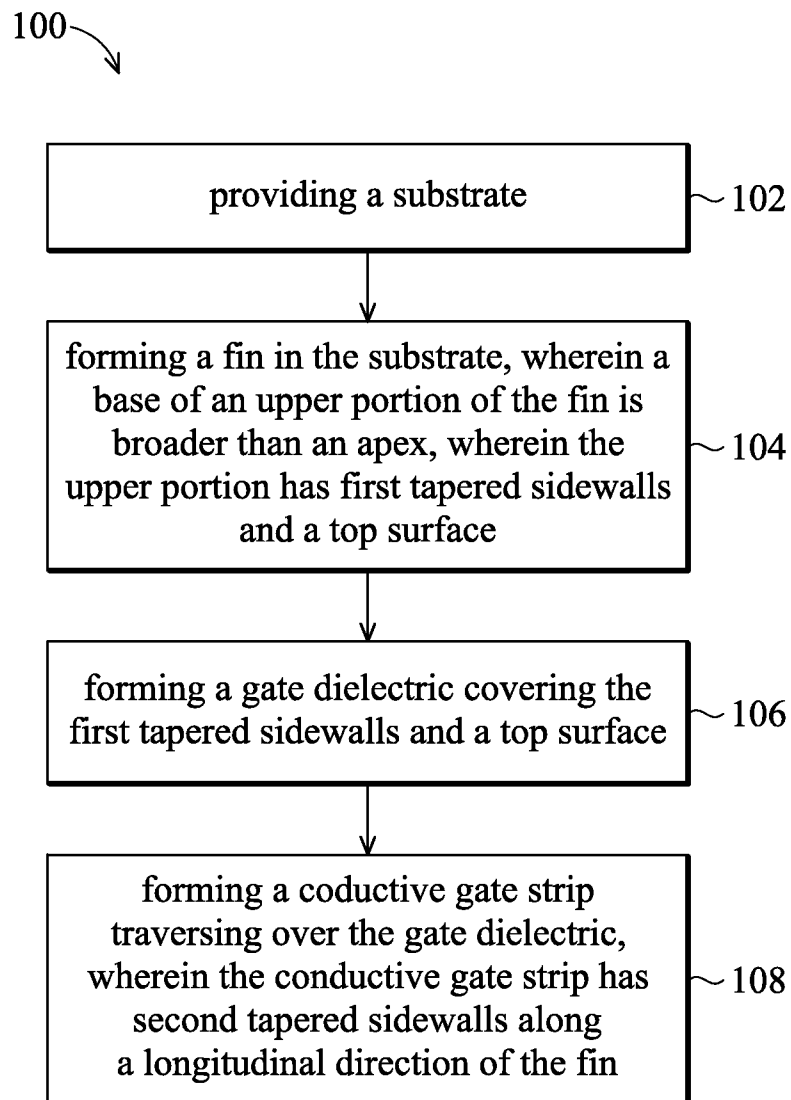 100
providing a substrate
102
forming a fin in the substrate, wherein a
base of an upper portion of the fin is
broader than an apex, wherein the
upper portion has first tapered sidewalls
and a top surface
104
forming a gate dielectric covering the
first tapered sidewalls and a top surface
106
forming a coductive gate strip
traversing over the gate dielectric,
wherein the conductive gate strip has
second tapered sidewalls along
a longitudinal direction of the fin
108